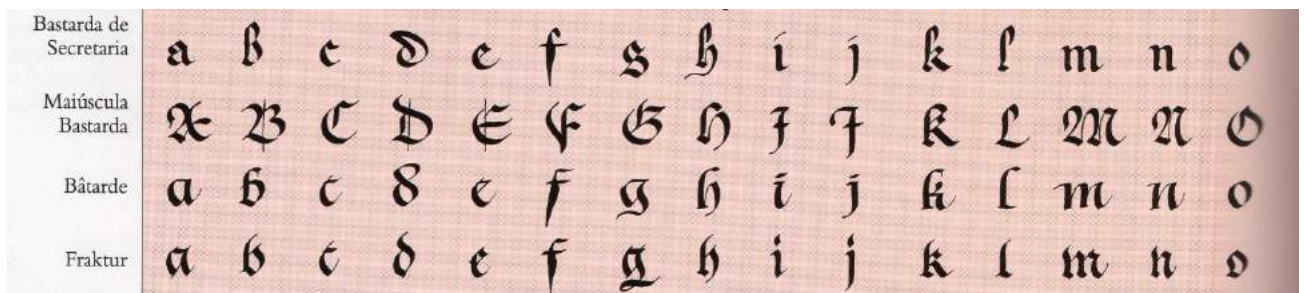 Bastarda de
Secretaria a b c d e f s h i j k l m n o
Maiúscula
Bastarda A B C D E F G H I J K L M N O
Bâtarde a b c d e f g h i j k l m n o
Fraktur a b c d e f g h i j k l m n o